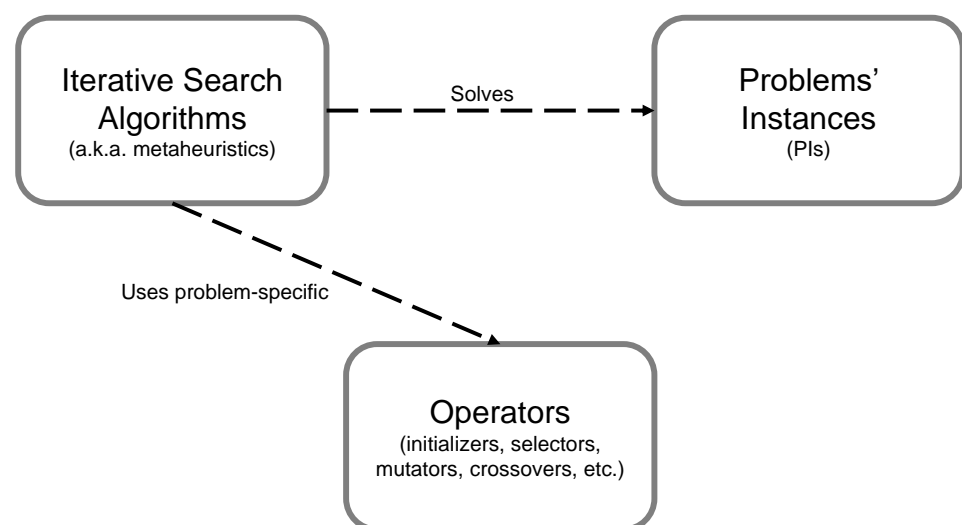 Iterative Search
Algorithms
(a.k.a. metaheuristics)
Solves
Problems’
Instances
(PIs)
Uses problem-specific
Operators
(initializers, selectors,
mutators, crossovers, etc.)